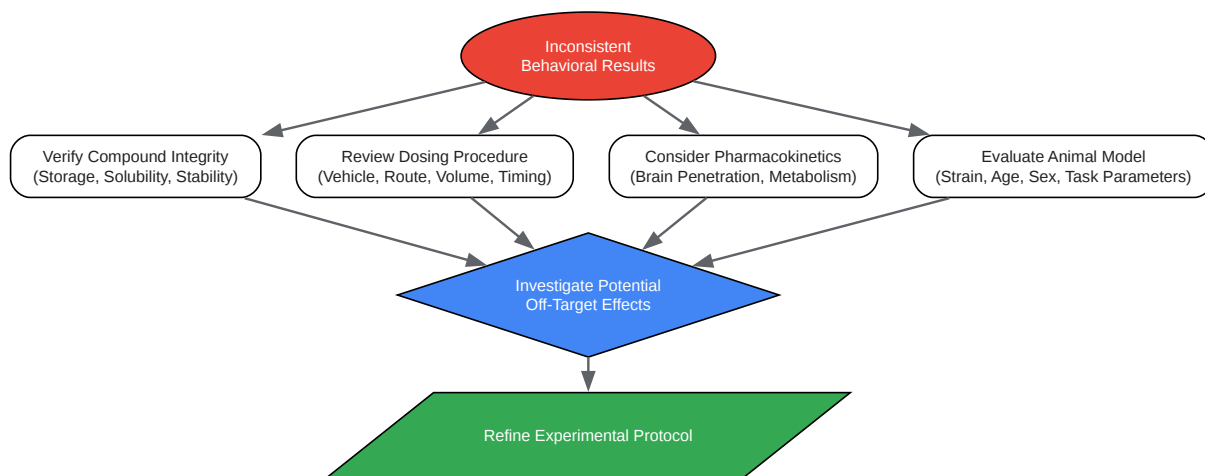 Inconsistent
Behavioral Results
Verify Compound Integrity
(Storage, Solubility, Stability)
Review Dosing Procedure
(Vehicle, Route, Volume, Timing)
Consider Pharmacokinetics
(Brain Penetration, Metabolism)
Evaluate Animal Model
(Strain, Age, Sex, Task Parameters)
Investigate Potential
Off-Target Effects
Refine Experimental Protocol